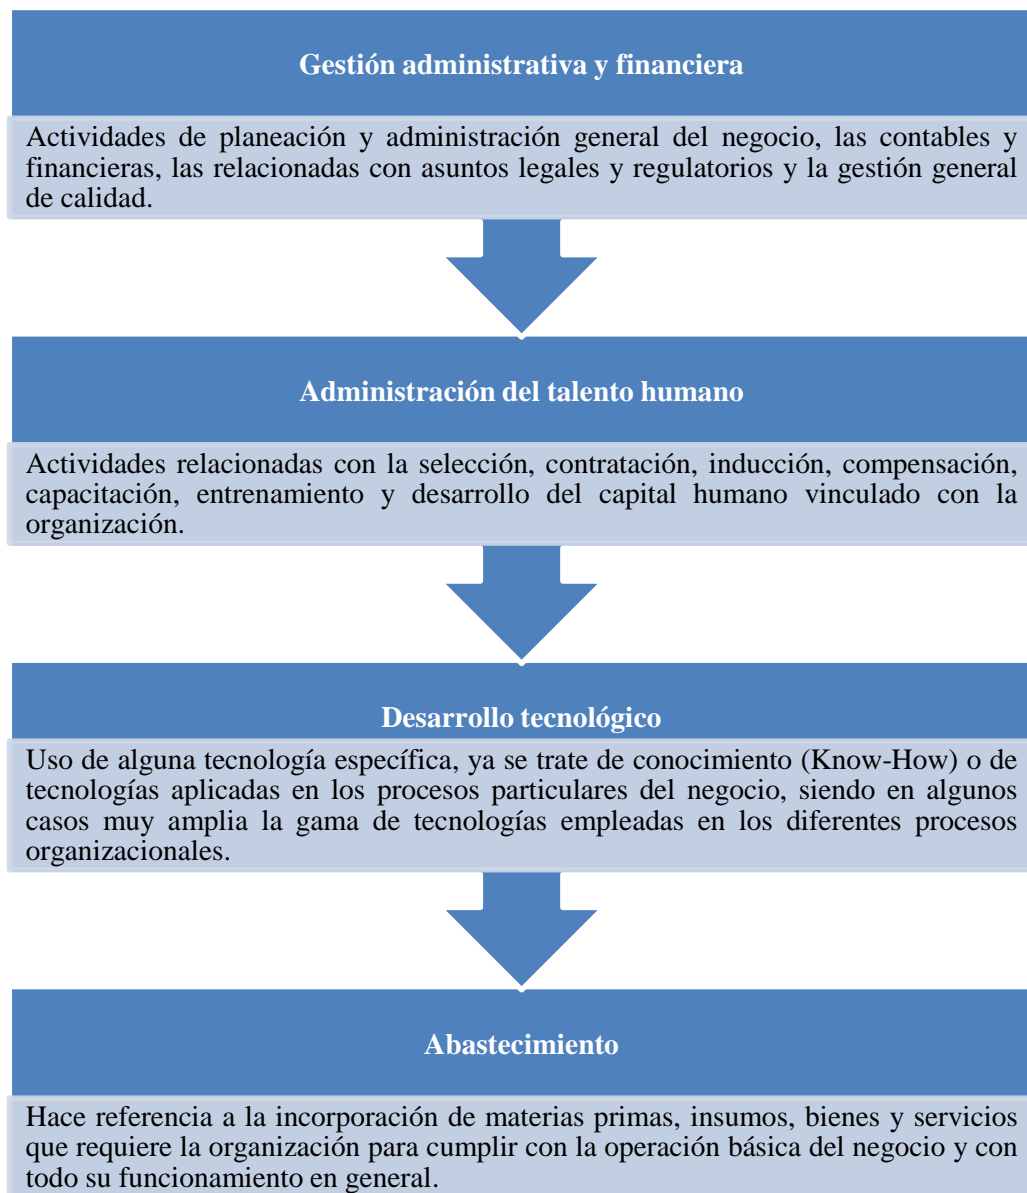 Gestión administrativa y financiera
Actividades de planeación y administración general del negocio, las contables y
financieras, las relacionadas con asuntos legales y regulatorios y la gestión general
de calidad.
Administración del talento humano
Actividades relacionadas con la selección, contratación, inducción, compensación,
capacitación, entrenamiento y desarrollo del capital humano vinculado con la
organización.
Desarrollo tecnológico
Uso de alguna tecnología específica, ya se trate de conocimiento (Know-How) o de
tecnologías aplicadas en los procesos particulares del negocio, siendo en algunos
casos muy amplia la gama de tecnologías empleadas en los diferentes procesos
organizacionales.
Abastecimiento
Hace referencia a la incorporación de materias primas, insumos, bienes y servicios
que requiere la organización para cumplir con la operación básica del negocio y con
todo su funcionamiento en general.